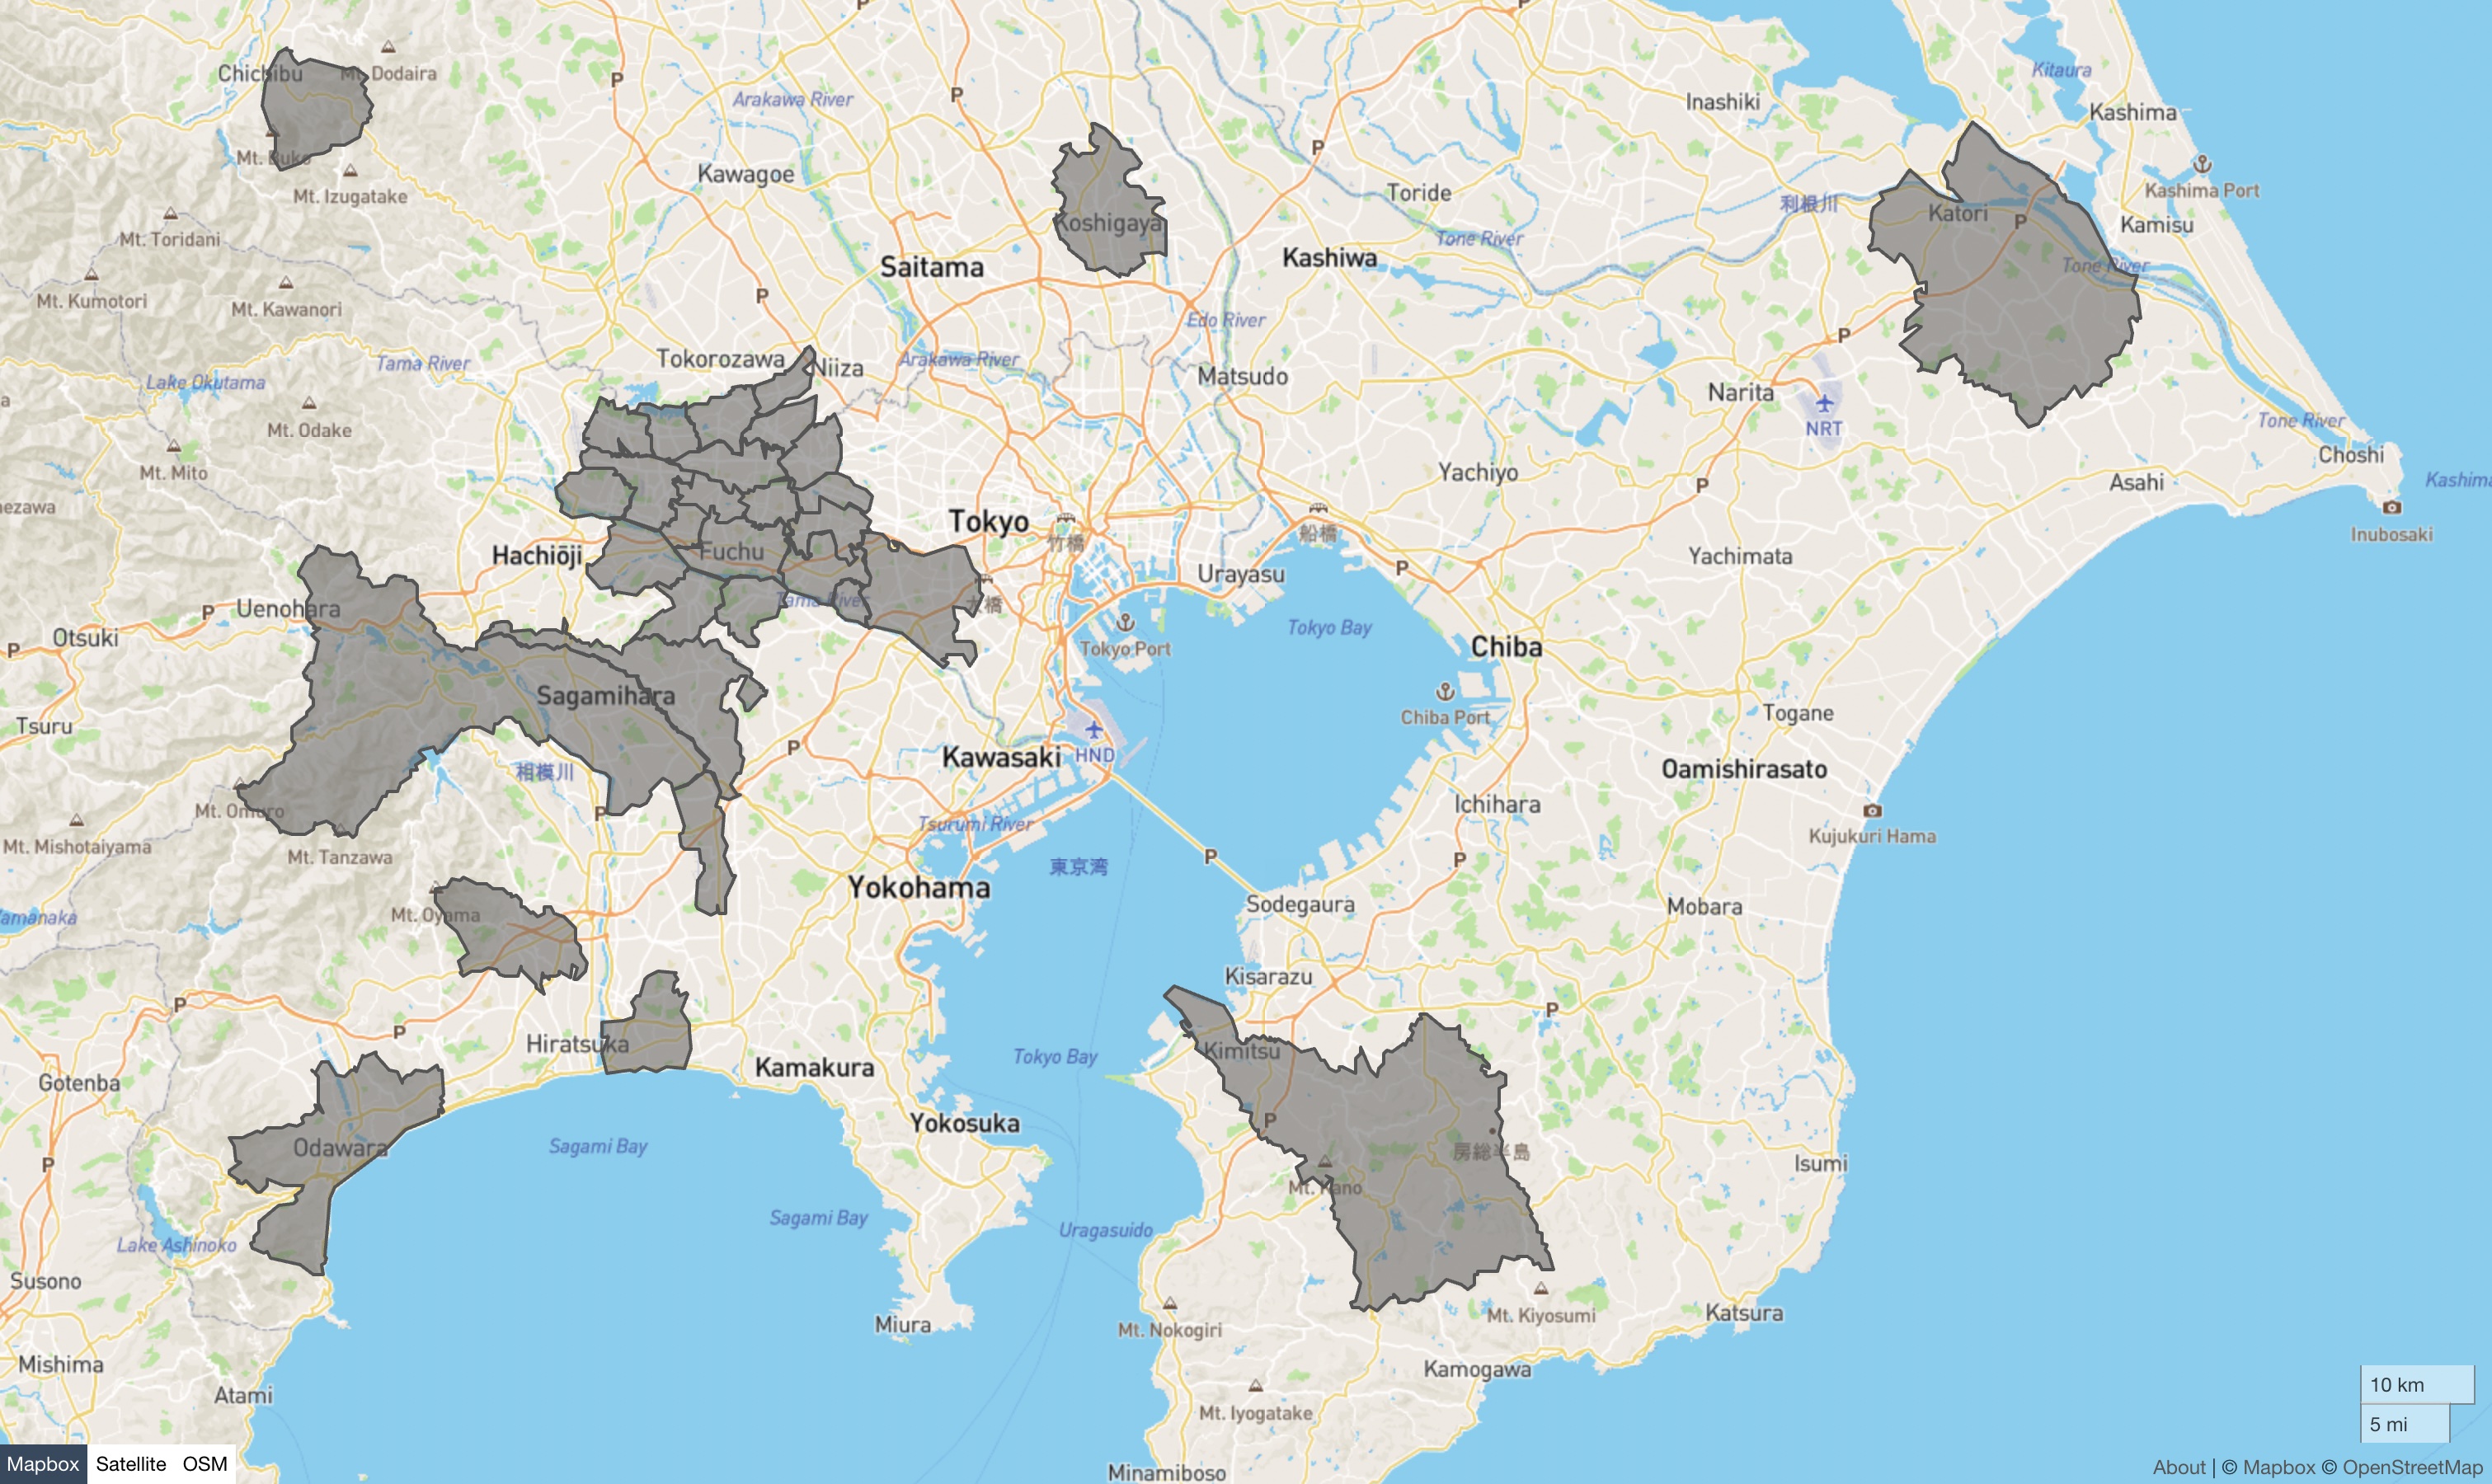 Chichibu
Mt. Dodaira
Mt. Buko
Mt. Izugatake
Mt. Toridani
Mt. Kumotori
Mt. Kawanori
Lake Okutama
Tama River
Mt. Odake
Mt. Mito
Arakawa River
Kawagoe
Saitama
Koshigaya
Tokorozawa
Niiza
Arakawa River
Edo River
Matsudo
Kashiwa
Toride
Tone River
Inashiki
利根川
Kitaura
Kashima
Kashima Port
Kamisu
Katori
Tone River
Narita
NRT
Tone River
Choshi
Asahi
Inubosaki
Yachiyo
Yachimata
Tokyo
竹橋
船橋
Urayasu
Tokyo Port
Tokyo Bay
Hachiōji
Fuchu
Tama River
Uenohara
Otsuki
Tsuru
Sagamihara
相模川
Mt. Omuro
Mt. Mishotaiyama
Mt. Tanzawa
Mt. Oyama
Kawasaki
HND
Tsurumi River
東京湾
Yokohama
Chiba
Chiba Port
Ichihara
Togane
Oamishirasato
Kujukuri Hama
Mobara
Sodegaura
Kisarazu
Kimitsu
Tokyo Bay
Hiratsuka
Kamakura
Yokosuka
Gotenba
Odawara
Sagami Bay
Sagami Bay
Uragasuido
Lake Ashinoko
Susono
Mishima
Atami
Miura
房総半島
Mt. Kano
Isumi
Mt. Kiyosumi
Katsura
Mt. Nokogiri
Kamogawa
Mt. Iyogatake
Minamiboso
10 km
5 mi
Mapbox Satellite OSM
About | © Mapbox © OpenStreetMap